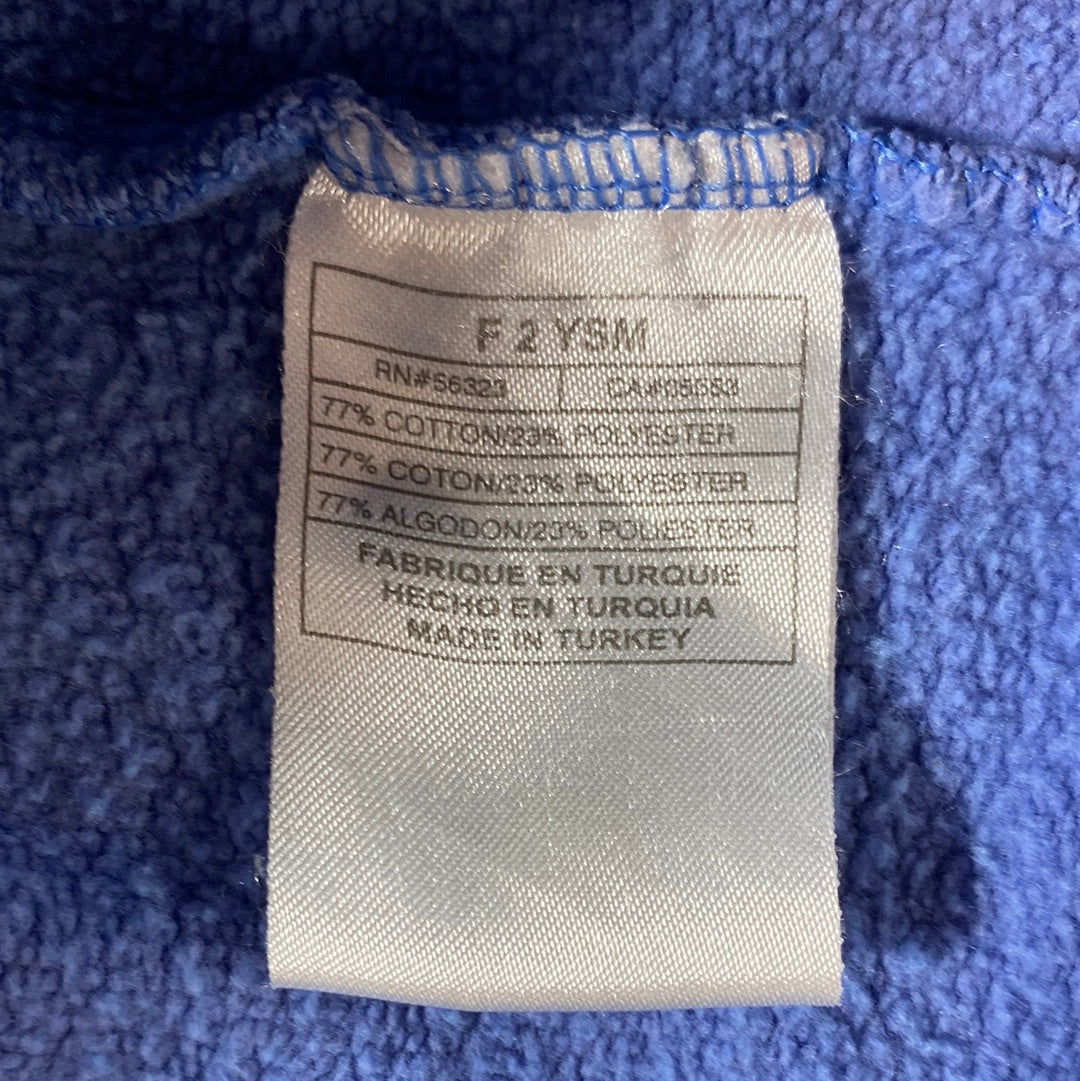 F 2 YSM
RN#56323 CA#05553
77% COTTON/23% POLYESTER
77% COTON/23% POLYESTER
77% ALGODON/23% POLIESTER
FABRIQUE EN TURQUIE
HECHO EN TURQUIA
MADE IN TURKEY